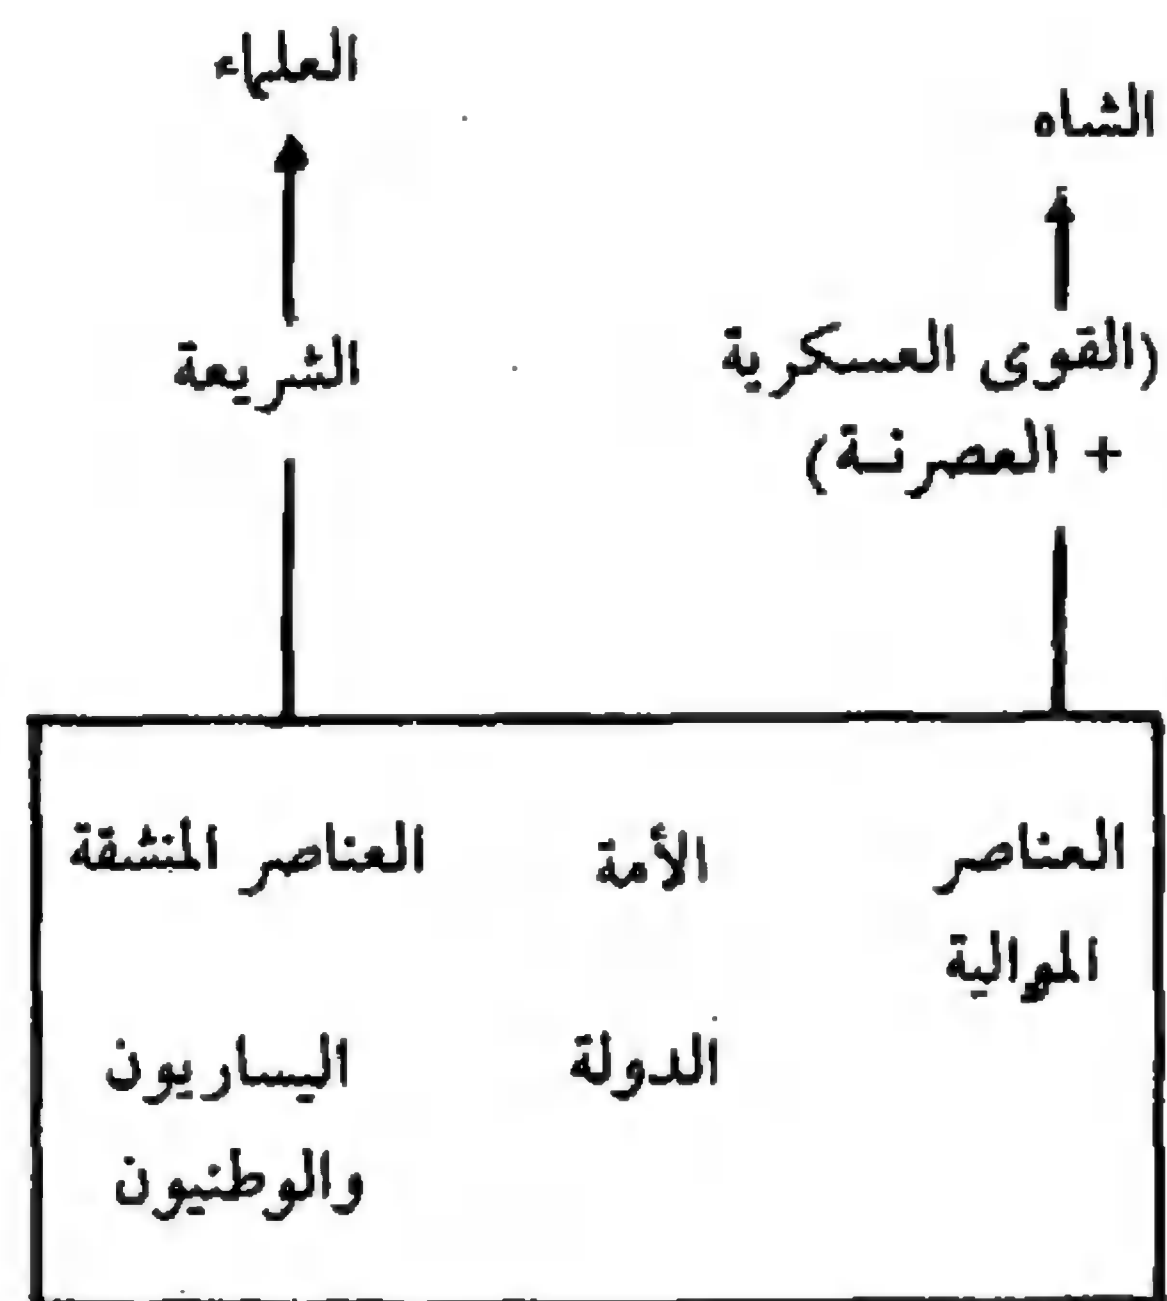 العلماء
الشاه
الشريعة
(القوى العسكرية
+ العصرنة)
العناصر
الموالية
الأمة
الدولة
العناصر المنشقة
اليساريون
والوطنيون